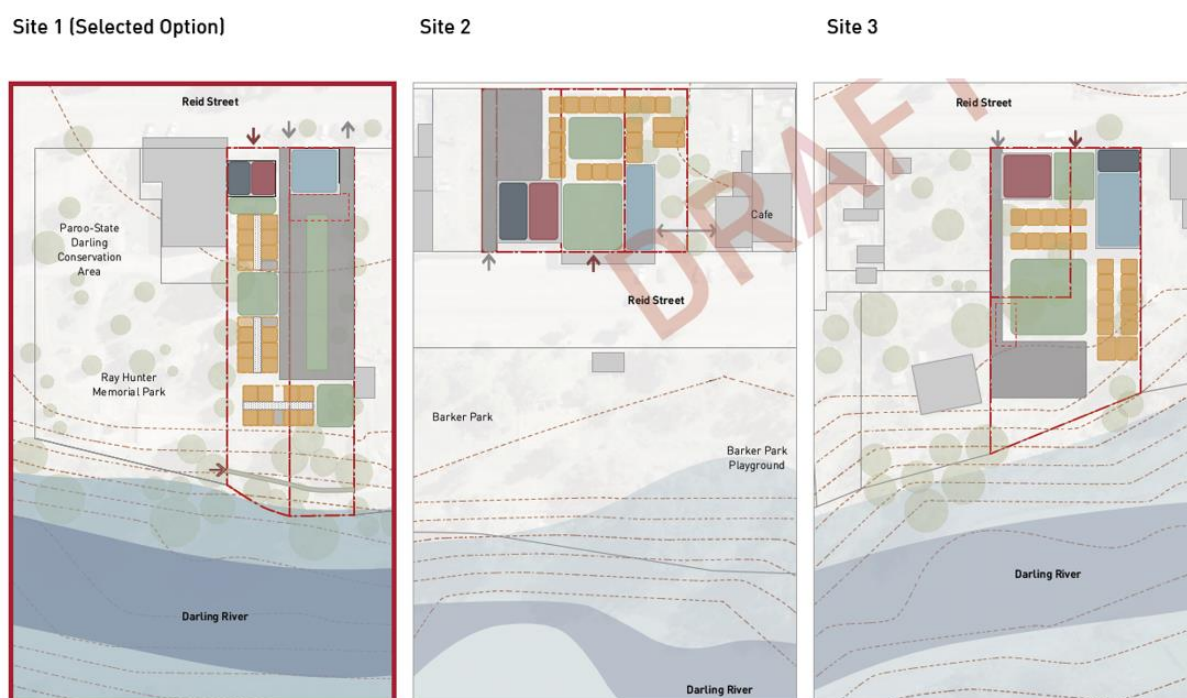 Site 1 (Selected Option)
Site 2
Site 3
Reid Street
Paroo-State
Darling
Conservation
Area
Ray Hunter
Memorial Park
Darling River
Cafe
Reid Street
Barker Park
Barker Park
Playground
Darling River
Reid Street
Darling River
DRAFT